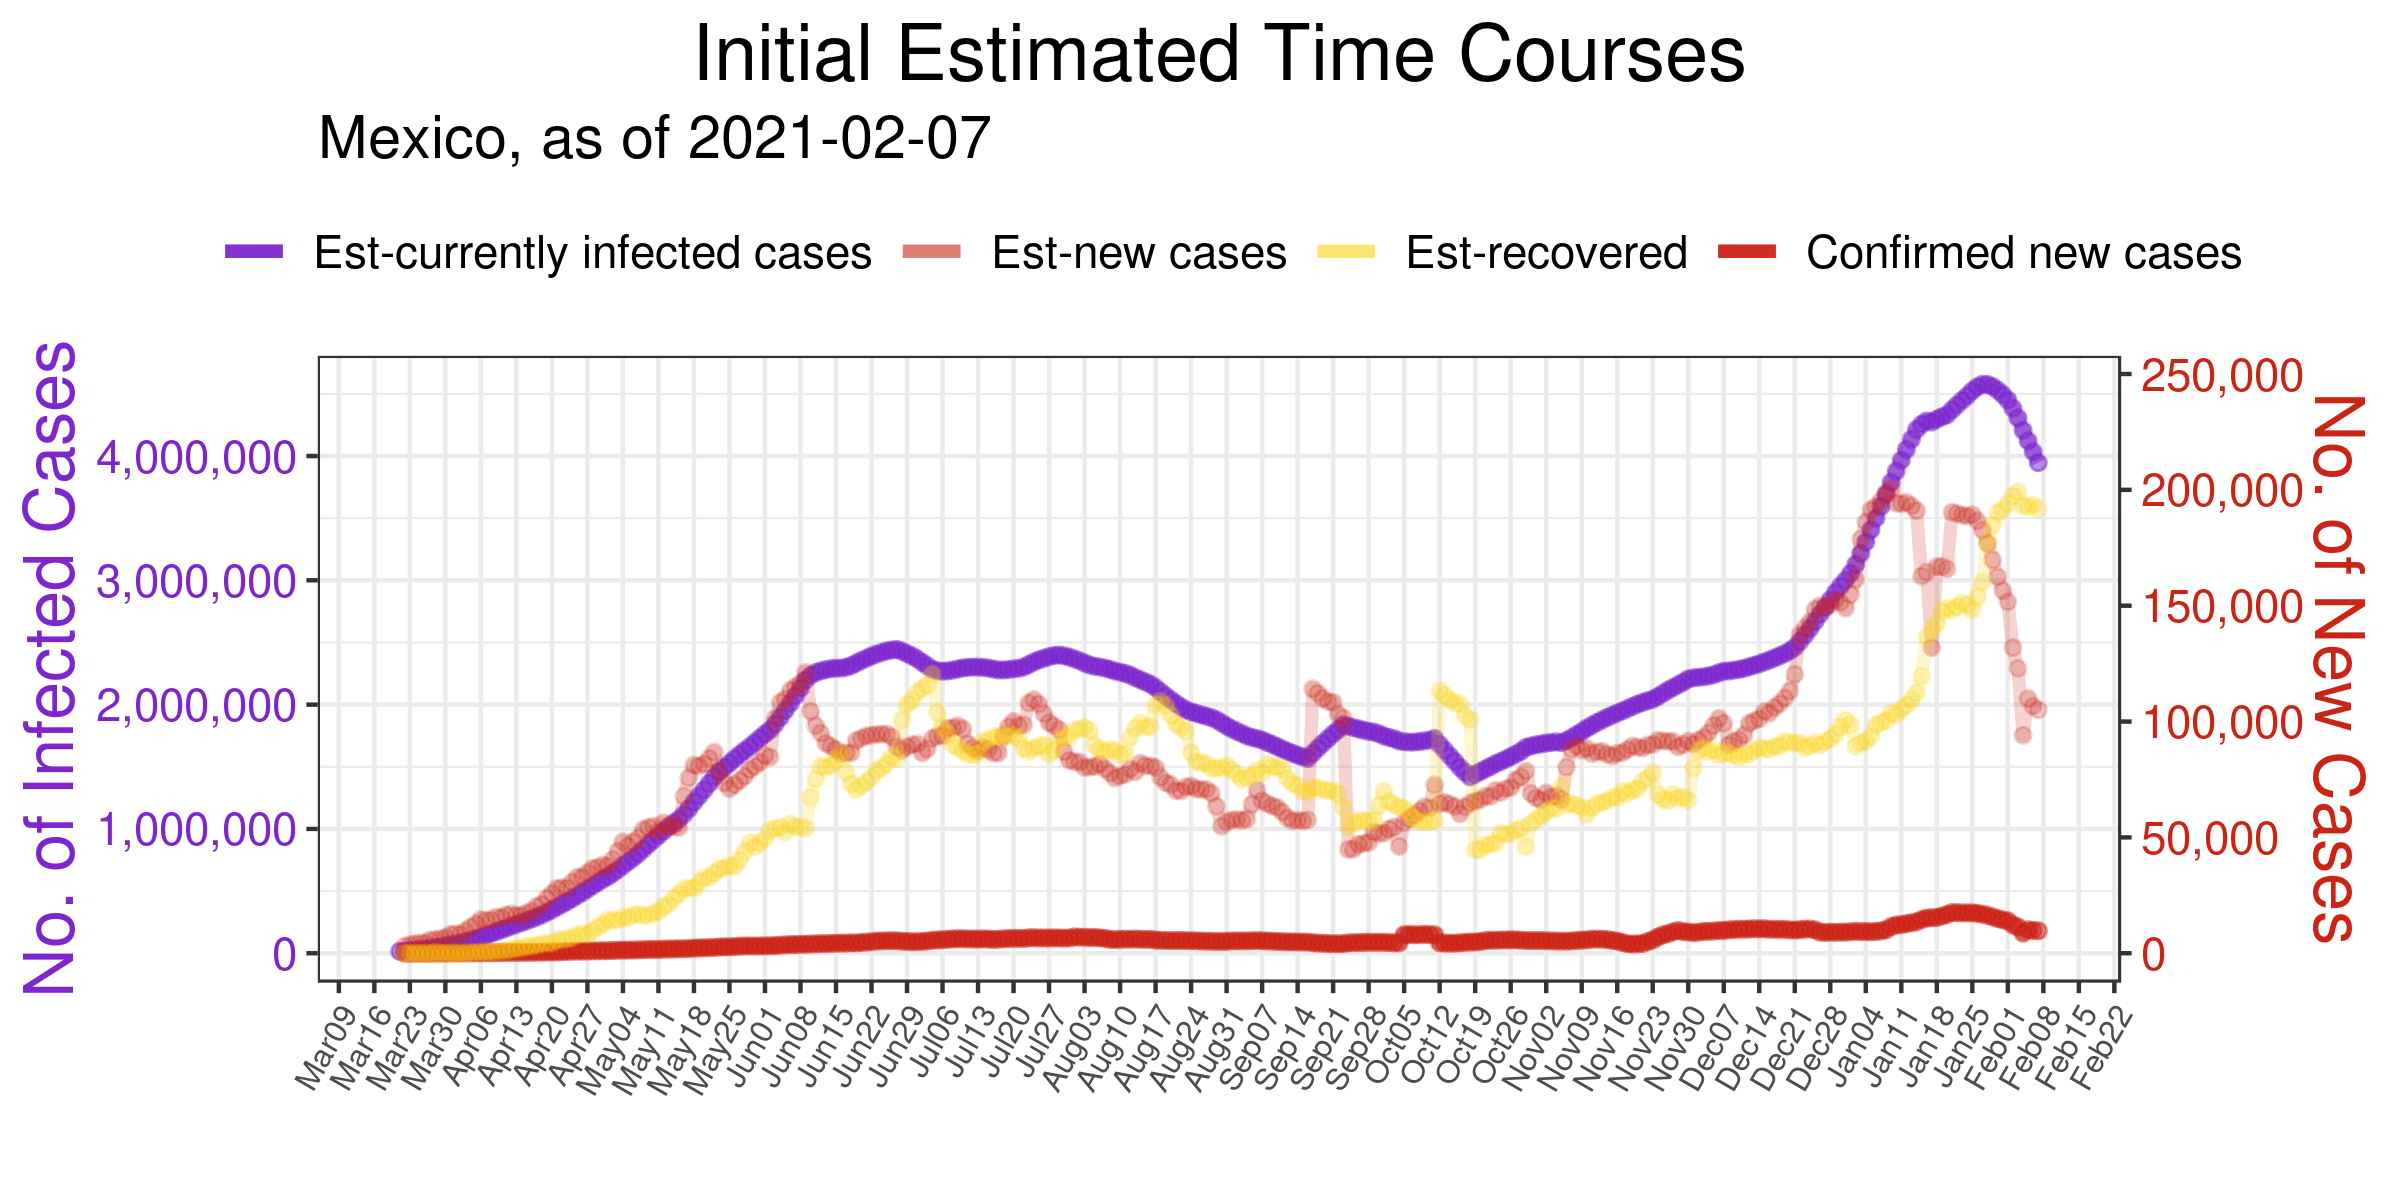 Initial Estimated Time Courses
Mexico, as of 2021-02-07
Est-currently infected cases
Est-new cases
Est-recovered
Confirmed new cases
No. of Infected Cases
4,000,000
3,000,000
2,000,000
1,000,000
0
250,000
200,000
150,000
100,000
50,000
0
No. of New Cases
Mar09
Mar16
Mar23
Mar30
Apr06
Apr13
Apr20
Apr27
May04
May11
May18
May25
Jun01
Jun08
Jun15
Jun22
Jun29
Jul06
Jul13
Jul20
Jul27
Aug03
Aug10
Aug17
Aug24
Aug31
Sep07
Sep14
Sep21
Sep28
Oct05
Oct12
Oct19
Oct26
Nov02
Nov09
Nov16
Nov23
Nov30
Dec07
Dec14
Dec21
Dec28
Jan04
Jan11
Jan18
Jan25
Feb01
Feb08
Feb15
Feb22